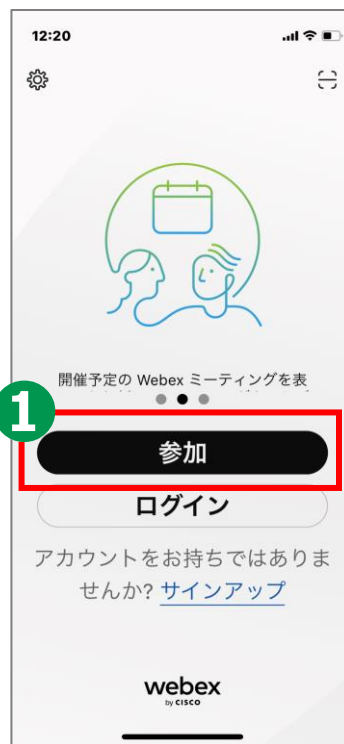 12:20
開催予定の Webex ミーティングを表
1
参加
ログイン
アカウントをお持ちではありま
せんか? サインアップ
webex
by CISCO